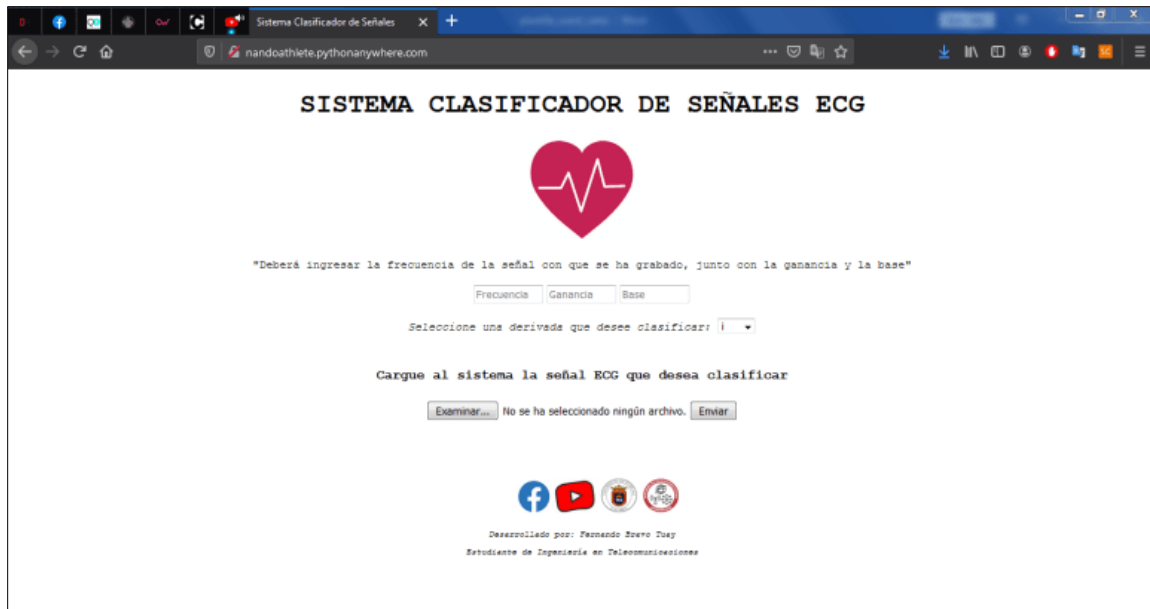 Sistema Clasificador de Señales
nandoathlete.pythonanywhere.com
SISTEMA CLASIFICADOR DE SEÑALES ECG
"Deberá ingresar la frecuencia de la señal con que se ha grabado, junto con la ganancia y la base"
Frecuencia Ganancia Base
Seleccione una derivada que desee clasificar: i
Cargue al sistema la señal ECG que desea clasificar
Examinar... No se ha seleccionado ningún archivo. Enviar
Desarrollado por: Fernando Bravo Tuay
Estudiante de Ingeniería en Telecomunicaciones